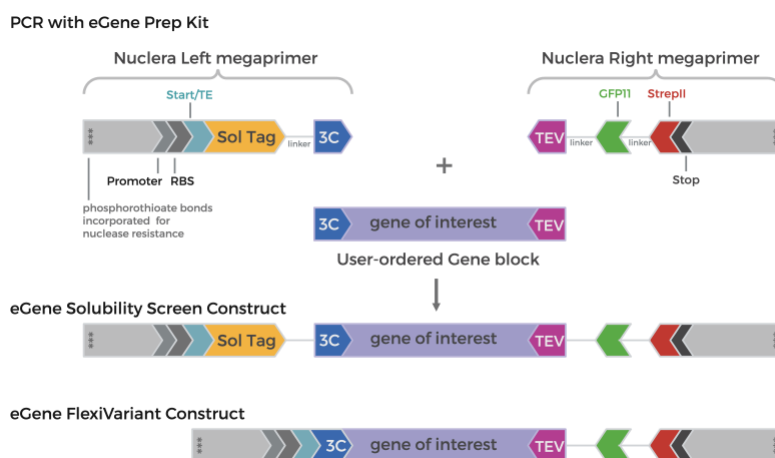 PCR with eGene Prep Kit
Nuclera Left megaprimer
Nuclera Right megaprimer
Start/TE
GFP11
StrepII
Sol Tag
linker
3C
TEV
linker
linker
Promoter
RBS
+
Stop
phosphorothioate bonds
incorporated for
nuclease resistance
3C
gene of interest
TEV
User-ordered Gene block
eGene Solubility Screen Construct
Sol Tag
3C
gene of interest
TEV
eGene FlexiVariant Construct
3C
gene of interest
TEV